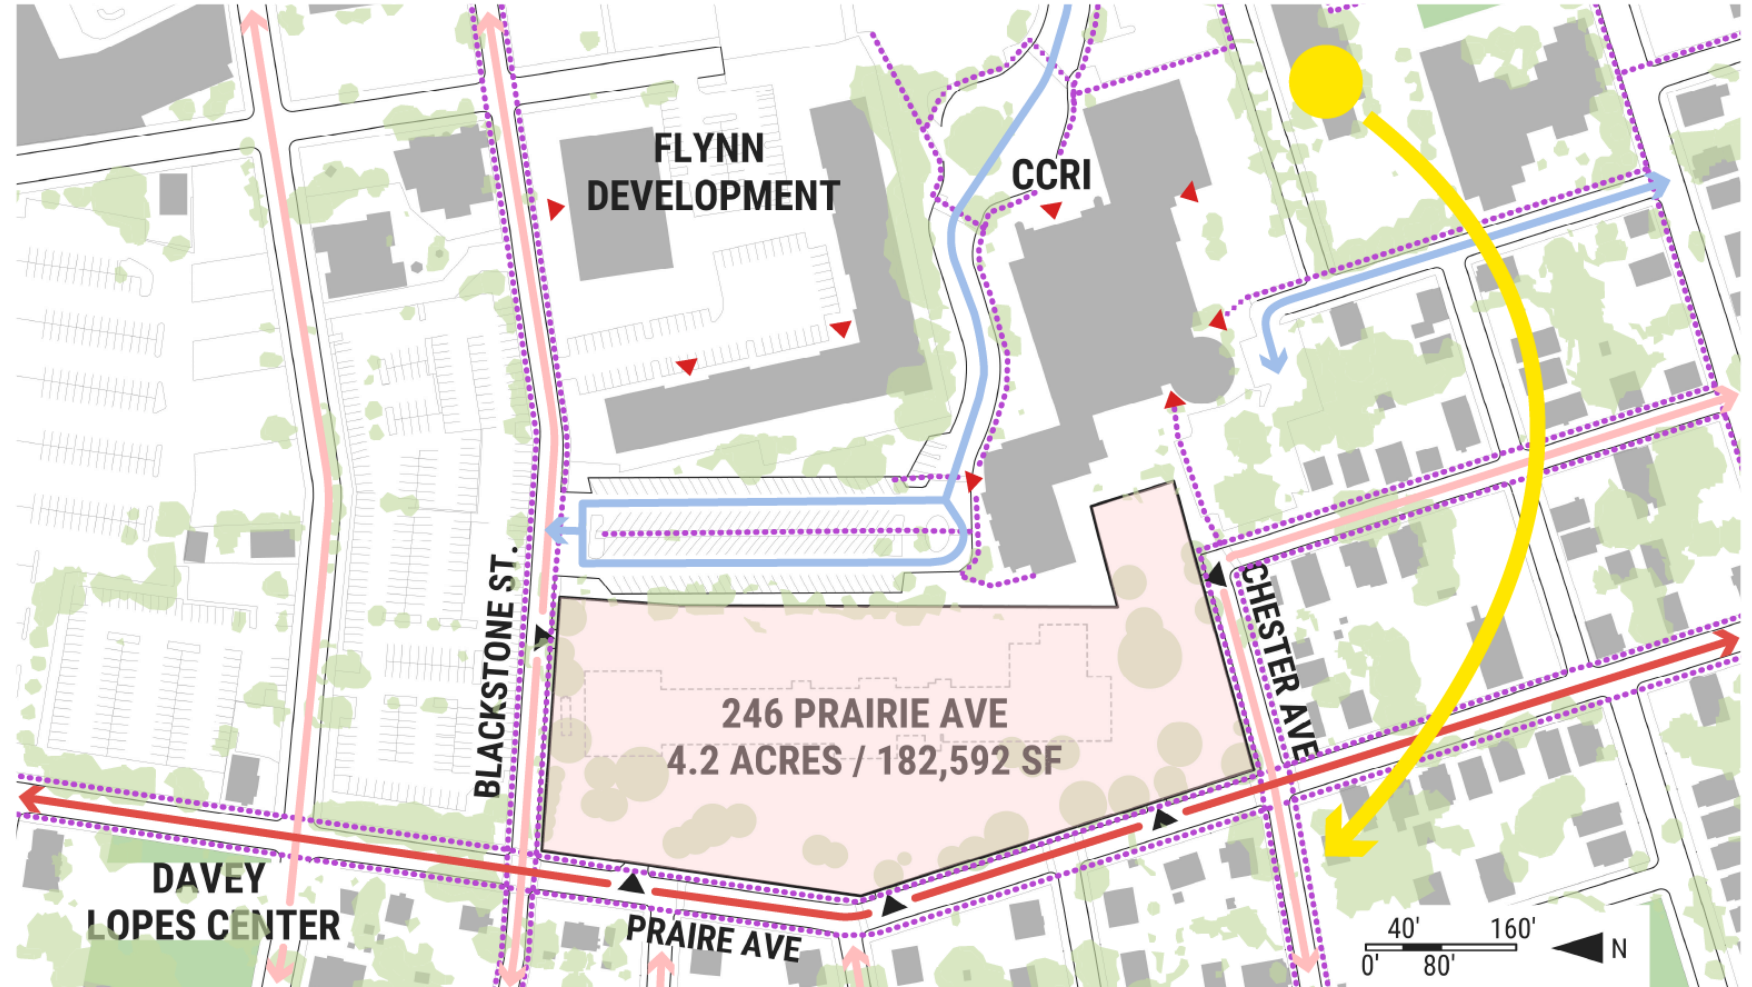 FLYNN
DEVELOPMENT
CCRI
BLACKSTONE ST.
CHESTER AVE
246 PRAIRIE AVE
4.2 ACRES / 182,592 SF
DAVEY
LOPES CENTER
PRAIRE AVE
40' 160'
0' 80'
N